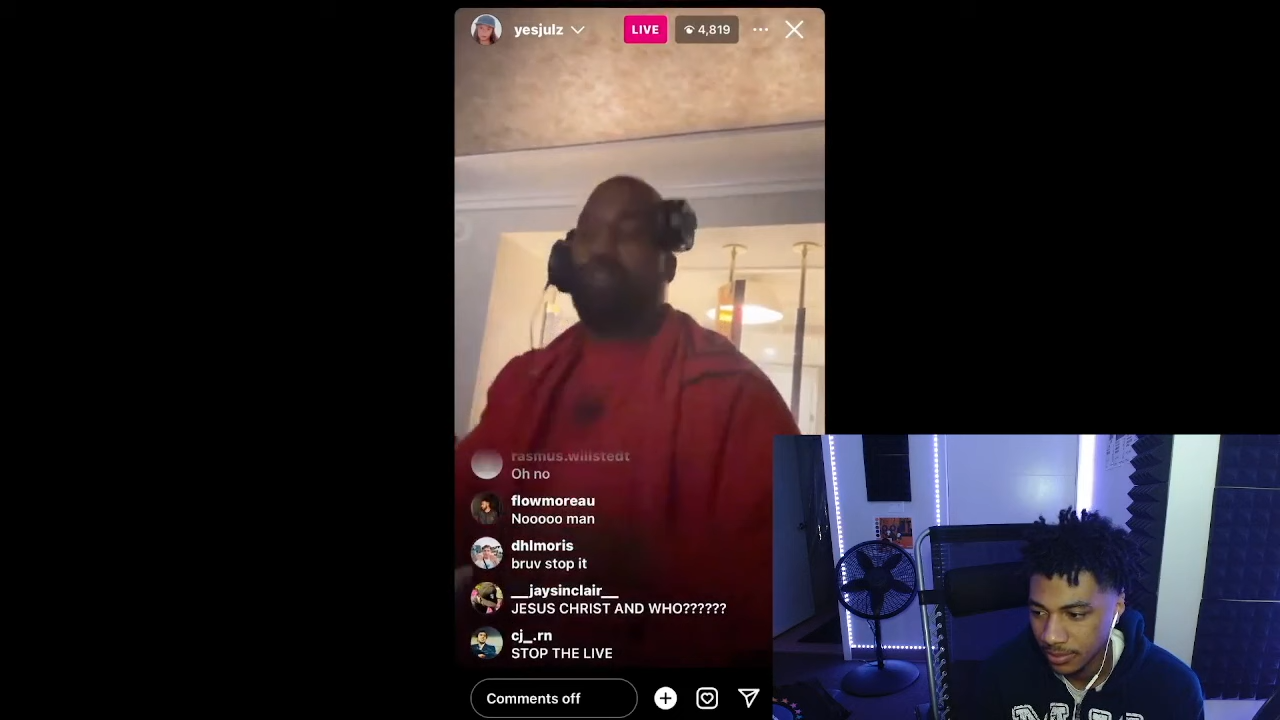 yesjulz
LIVE
4,819
rasmus.willstedt
Oh no
flowmoreau
Nooooo man
dhlmoris
bruv stop it
__jaysinclair__
JESUS CHRIST AND WHO??????
cj_.rn
STOP THE LIVE
Comments off